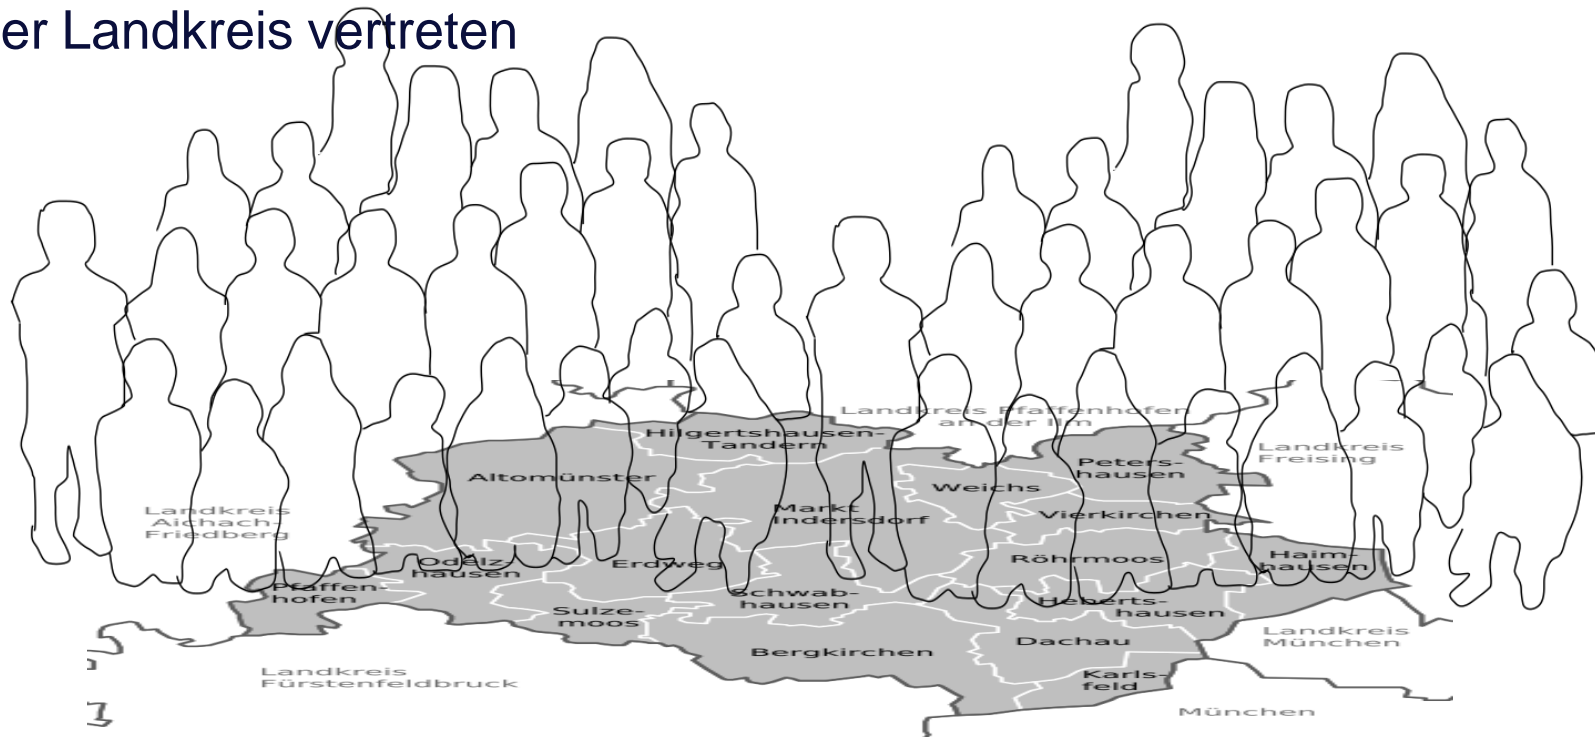 er Landkreis vertreten
Landkreis Pfaffenhofen
an der Ilm
Hilgertshausen-
Tandern
Landkreis
Freising
Altomünster
Peters-
hausen
Weichs
Landkreis
Aichach-
Friedberg
Markt
Indersdorf
Vierkirchen
Odelz-
hausen
Erdweg
Röhrmoos
Haim-
hausen
Pfaffen-
hofen
Schwab-
hausen
Heberts-
hausen
Sulze-
moos
Dachau
Landkreis
München
Bergkirchen
Landkreis
Fürstenfeldbruck
Karls-
feld
München